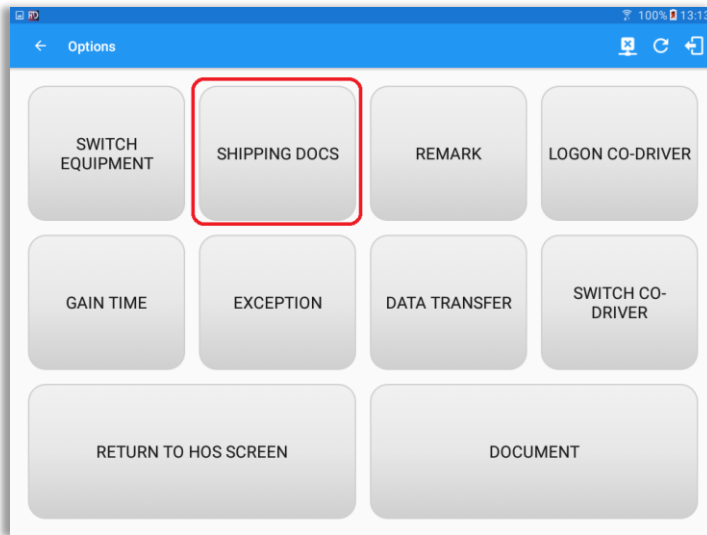 RD 100% 13:13
Options
SWITCH
EQUIPMENT
SHIPPING DOCS
REMARK
LOGON CO-DRIVER
GAIN TIME
EXCEPTION
DATA TRANSFER
SWITCH CO-
DRIVER
RETURN TO HOS SCREEN
DOCUMENT